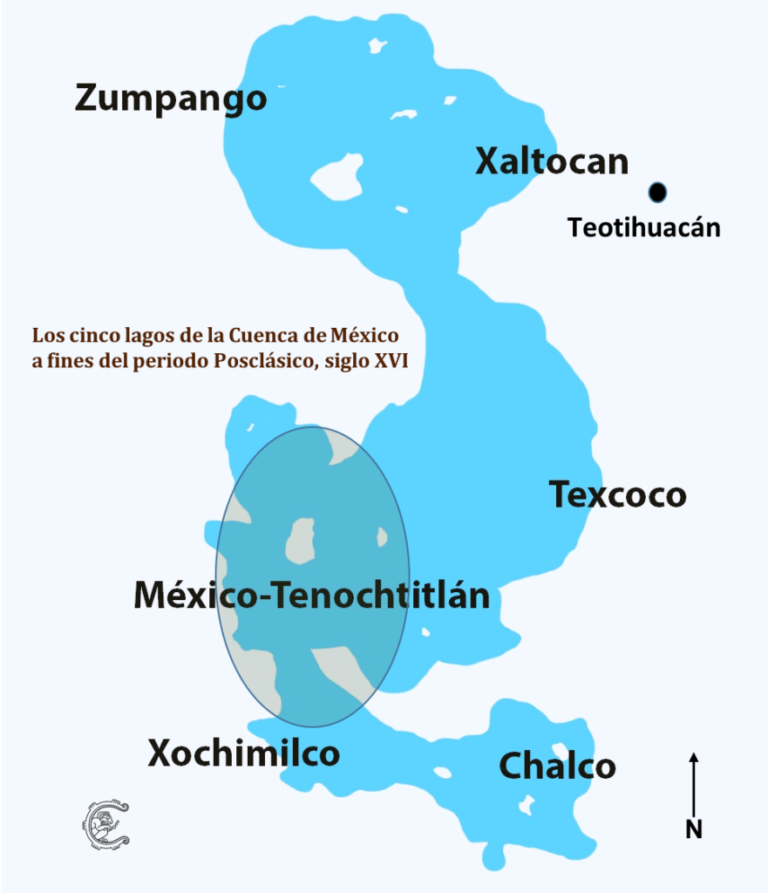 Zumpango
Xaltocan
Teotihuacán
Los cinco lagos de la Cuenca de México
a fines del periodo Posclásico, siglo XVI
Texcoco
México-Tenochtitlán
Xochimilco
Chalco
N